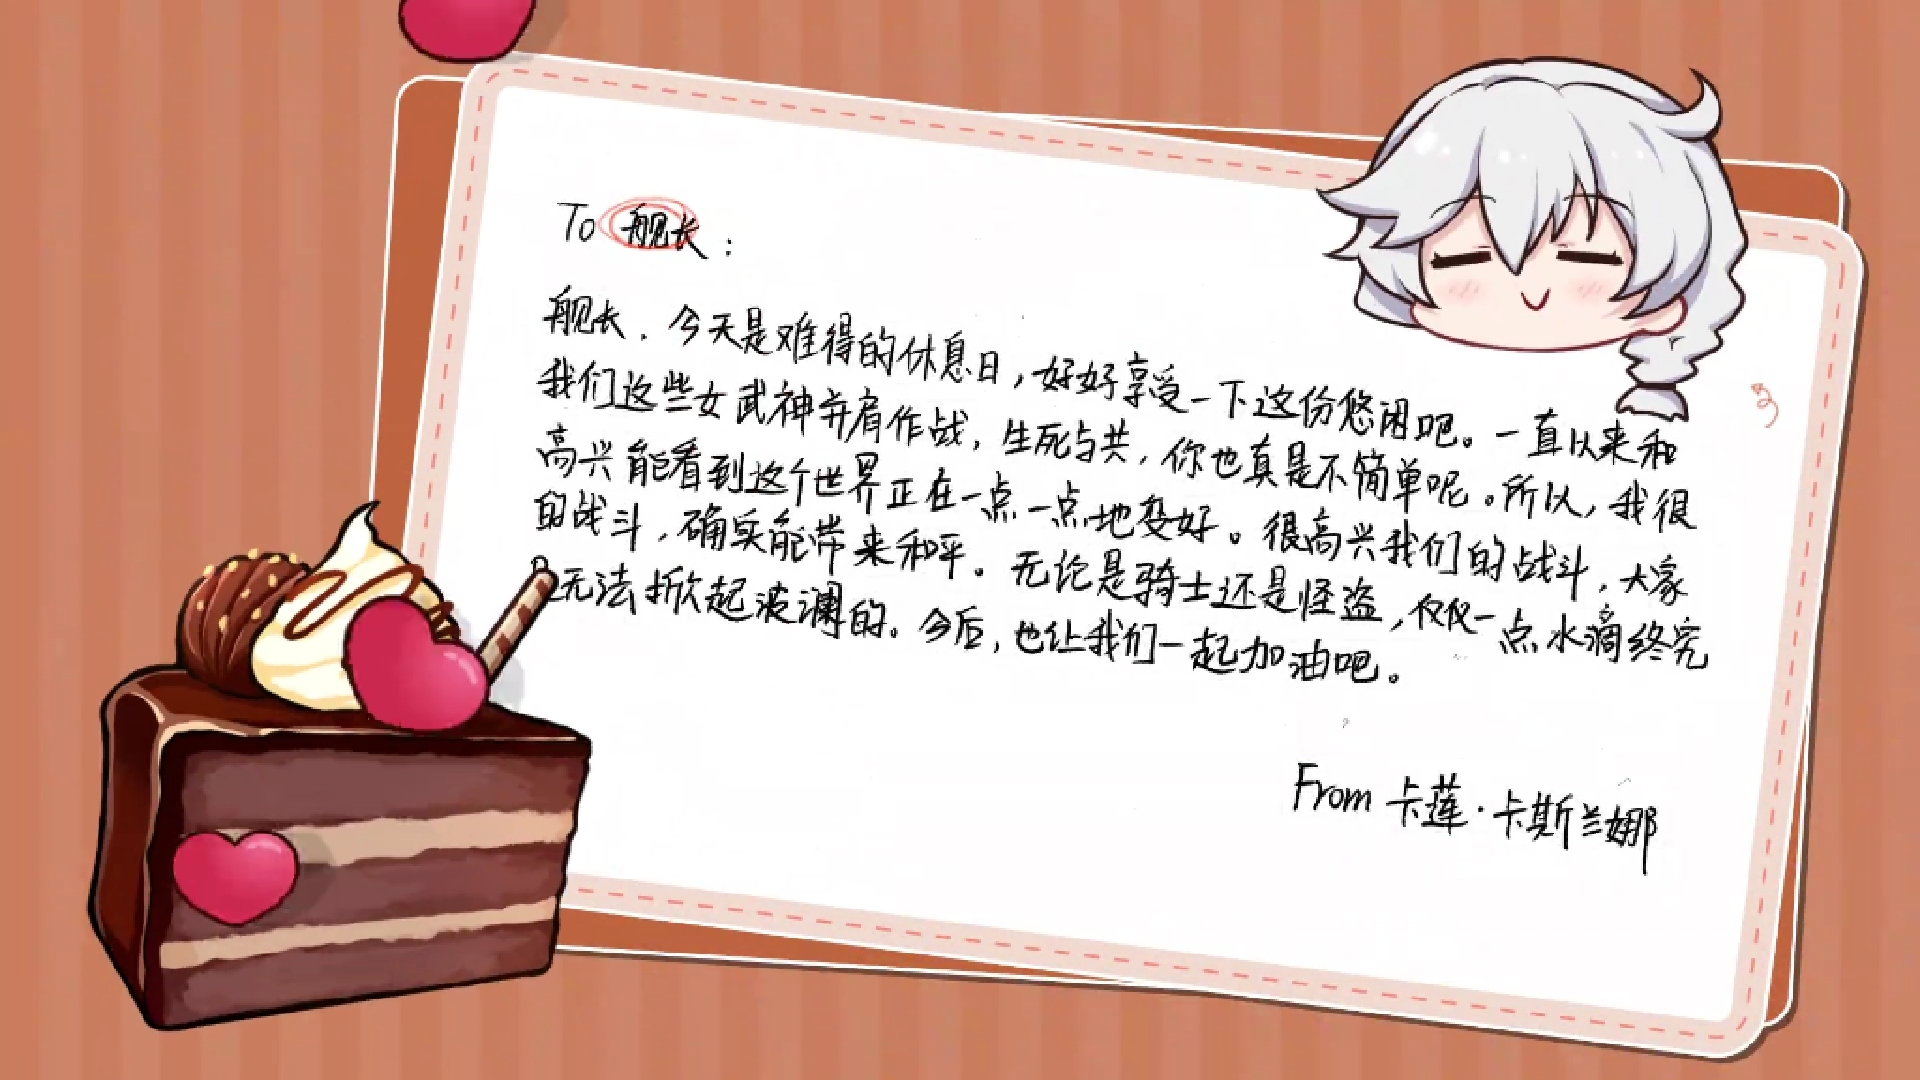 To 舰长:
舰长.今天是难得的休息日,好好享受一下这份悠闲吧。一直以来和
我们这些女武神并肩作战,生死与共,你也真是不简单呢。所以,我很
高兴能看到这个世界正在一点一点地变好。很高兴我们的战斗,大家
的战斗,确实能带来和平。无论是骑士还是怪盗,仅仅一点水滴终究
是无法掀起波澜的。今后,也让我们一起加油吧。
From 卡莲·卡斯兰娜